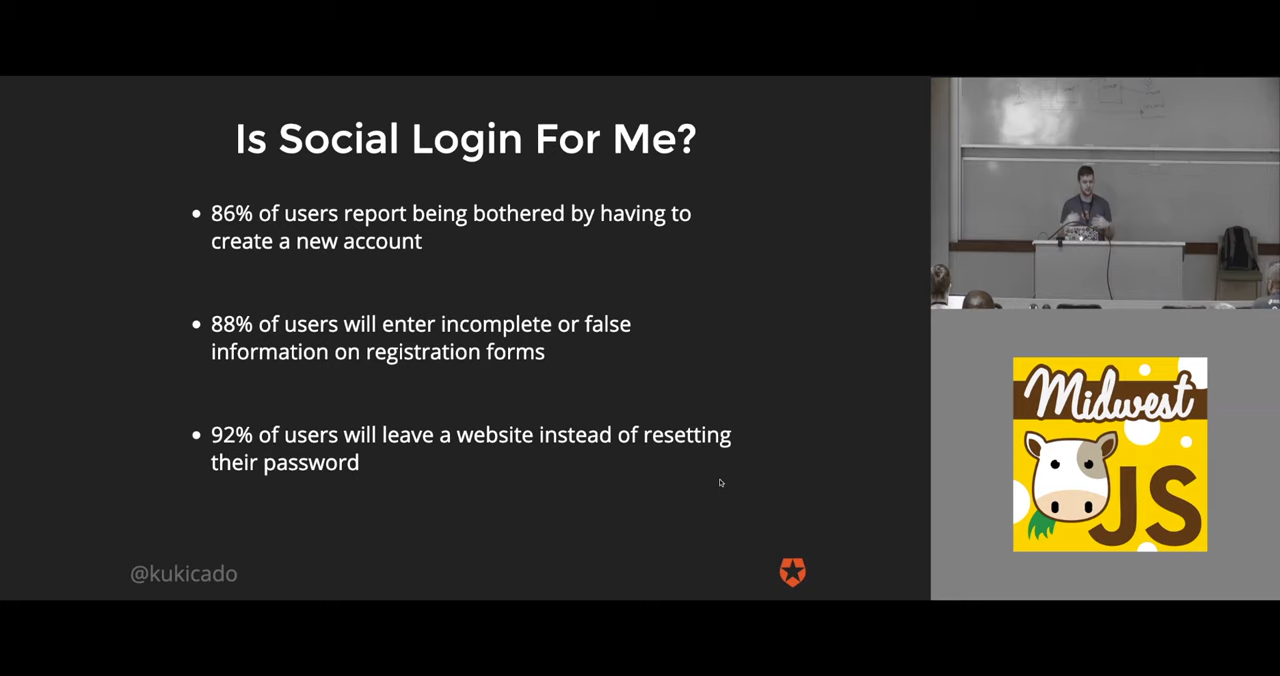 Is Social Login For Me?
• 86% of users report being bothered by having to
create a new account
• 88% of users will enter incomplete or false
information on registration forms
• 92% of users will leave a website instead of resetting
their password
@kukicado
Midwest
JS